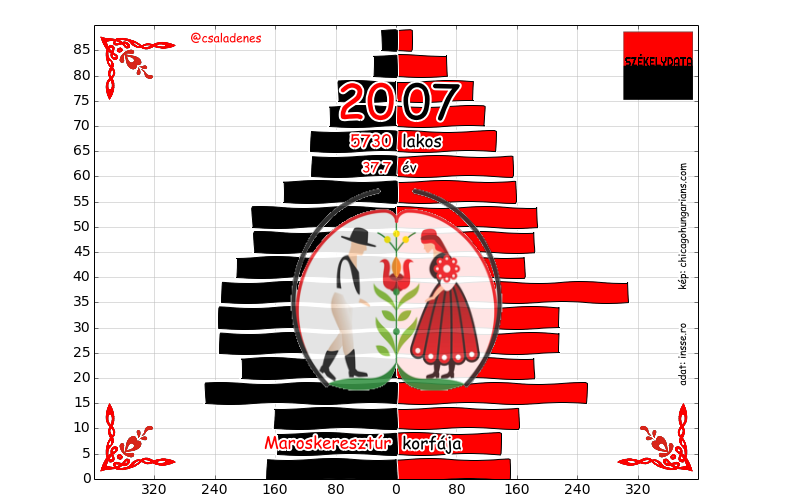 @csaladenes
SZÉKELYDATA
2007
5730 lakos
37.7 év
kép: chicagohungarians.com
adat: insse.ro
Maroskeresztúr korfája
85
80
75
70
65
60
55
50
45
40
35
30
25
20
15
10
5
0
320 240 160 80 0 80 160 240 320